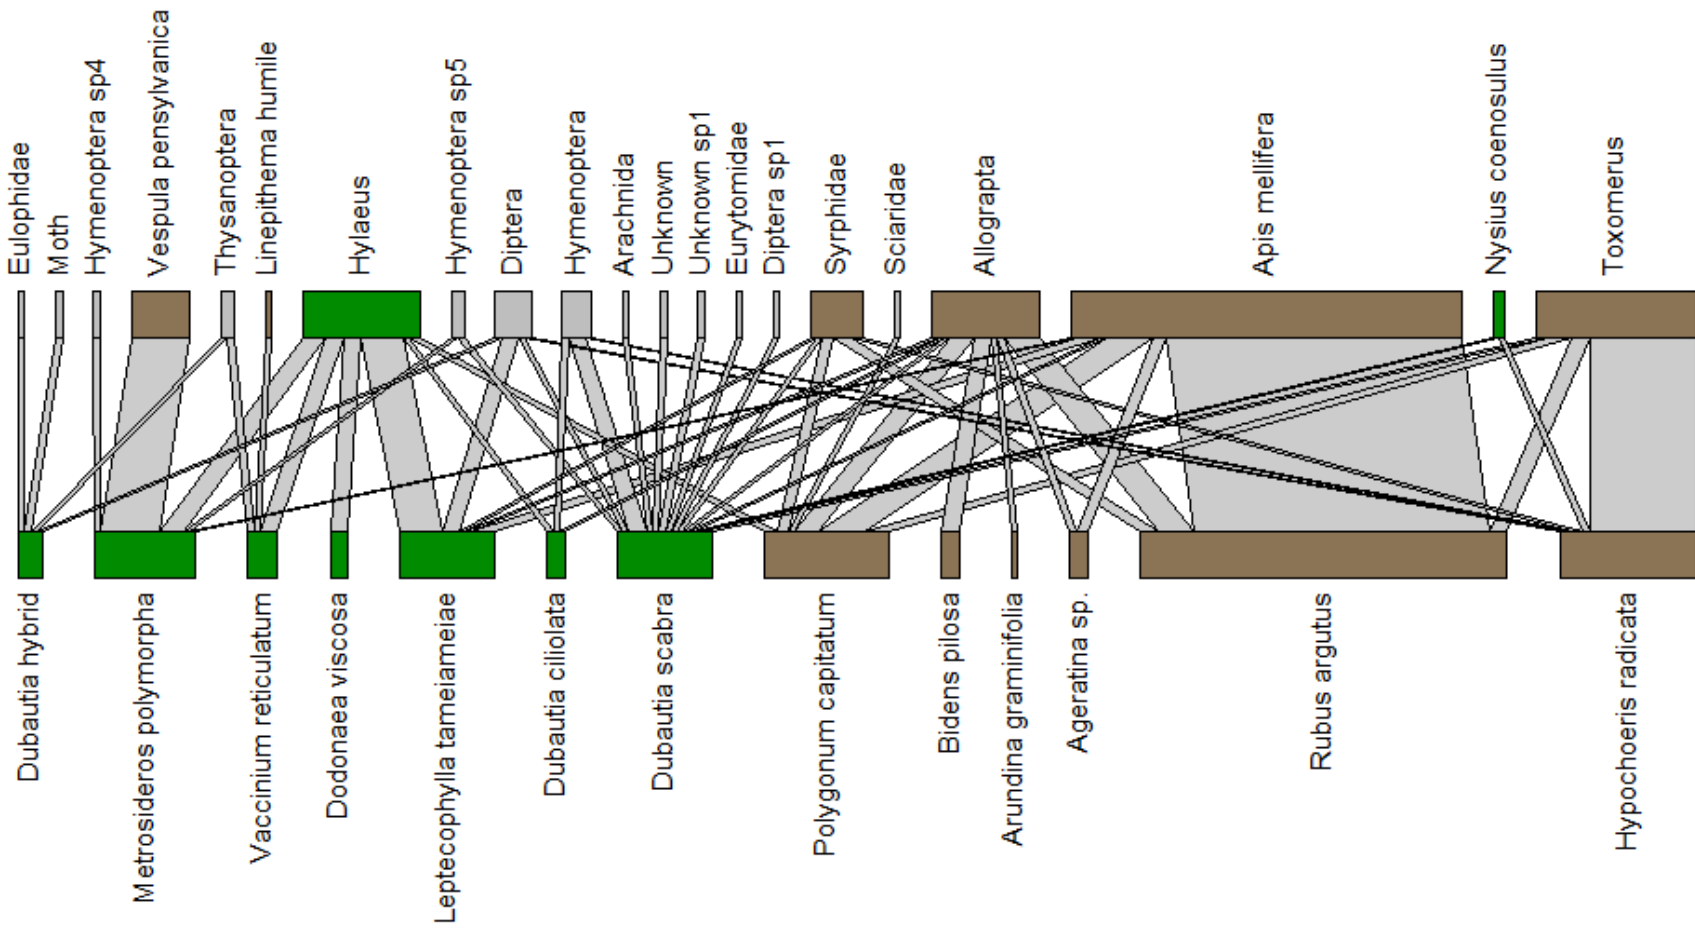 Eulophidae
Moth
Hymenoptera sp4
Vespula pensylvanica
Thysanoptera
Linepithema humile
Hylaeus
Hymenoptera sp5
Diptera
Hymenoptera
Arachnida
Unknown
Unknown sp1
Eurytomidae
Diptera sp1
Syrphidae
Sciaridae
Allograpta
Apis mellifera
Nysius coenosulus
Toxomerus
Dubautia hybrid
Metrosideros polymorpha
Vaccinium reticulatum
Dodonaea viscosa
Leptecophylla tameiameiae
Dubautia ciliolata
Dubautia scabra
Polygonum capitatum
Bidens pilosa
Arundina graminifolia
Ageratina sp.
Rubus argutus
Hypochoeris radicata